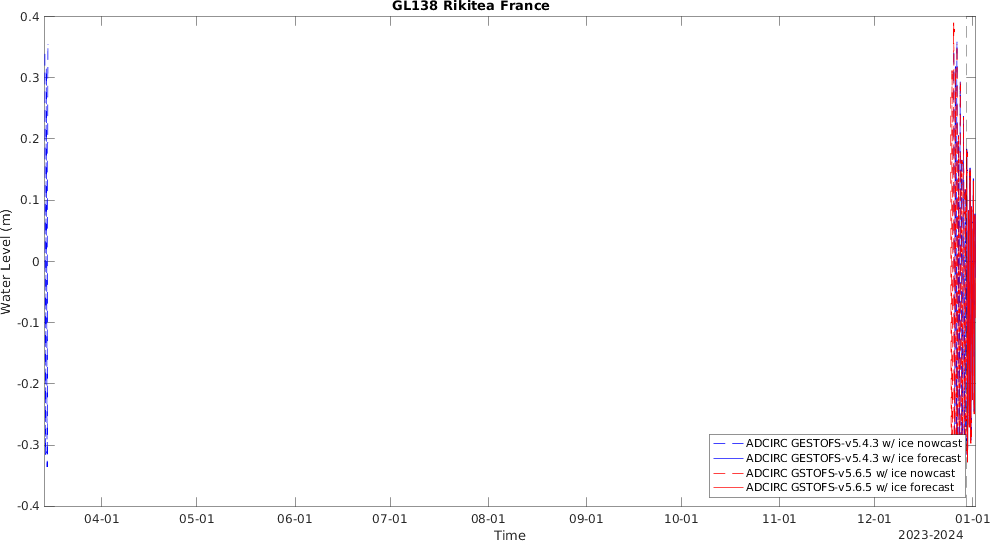 GL138 Rikitea France
0.4
0.3
0.2
0.1
0
-0.1
-0.2
-0.3
-0.4
Water Level (m)
04-01 05-01 06-01 07-01 08-01 09-01 10-01 11-01 12-01 01-01
2023-2024
Time
ADCIRC GESTOFS-v5.4.3 w/ ice nowcast
ADCIRC GESTOFS-v5.4.3 w/ ice forecast
ADCIRC GSTOFS-v5.6.5 w/ ice nowcast
ADCIRC GSTOFS-v5.6.5 w/ ice forecast